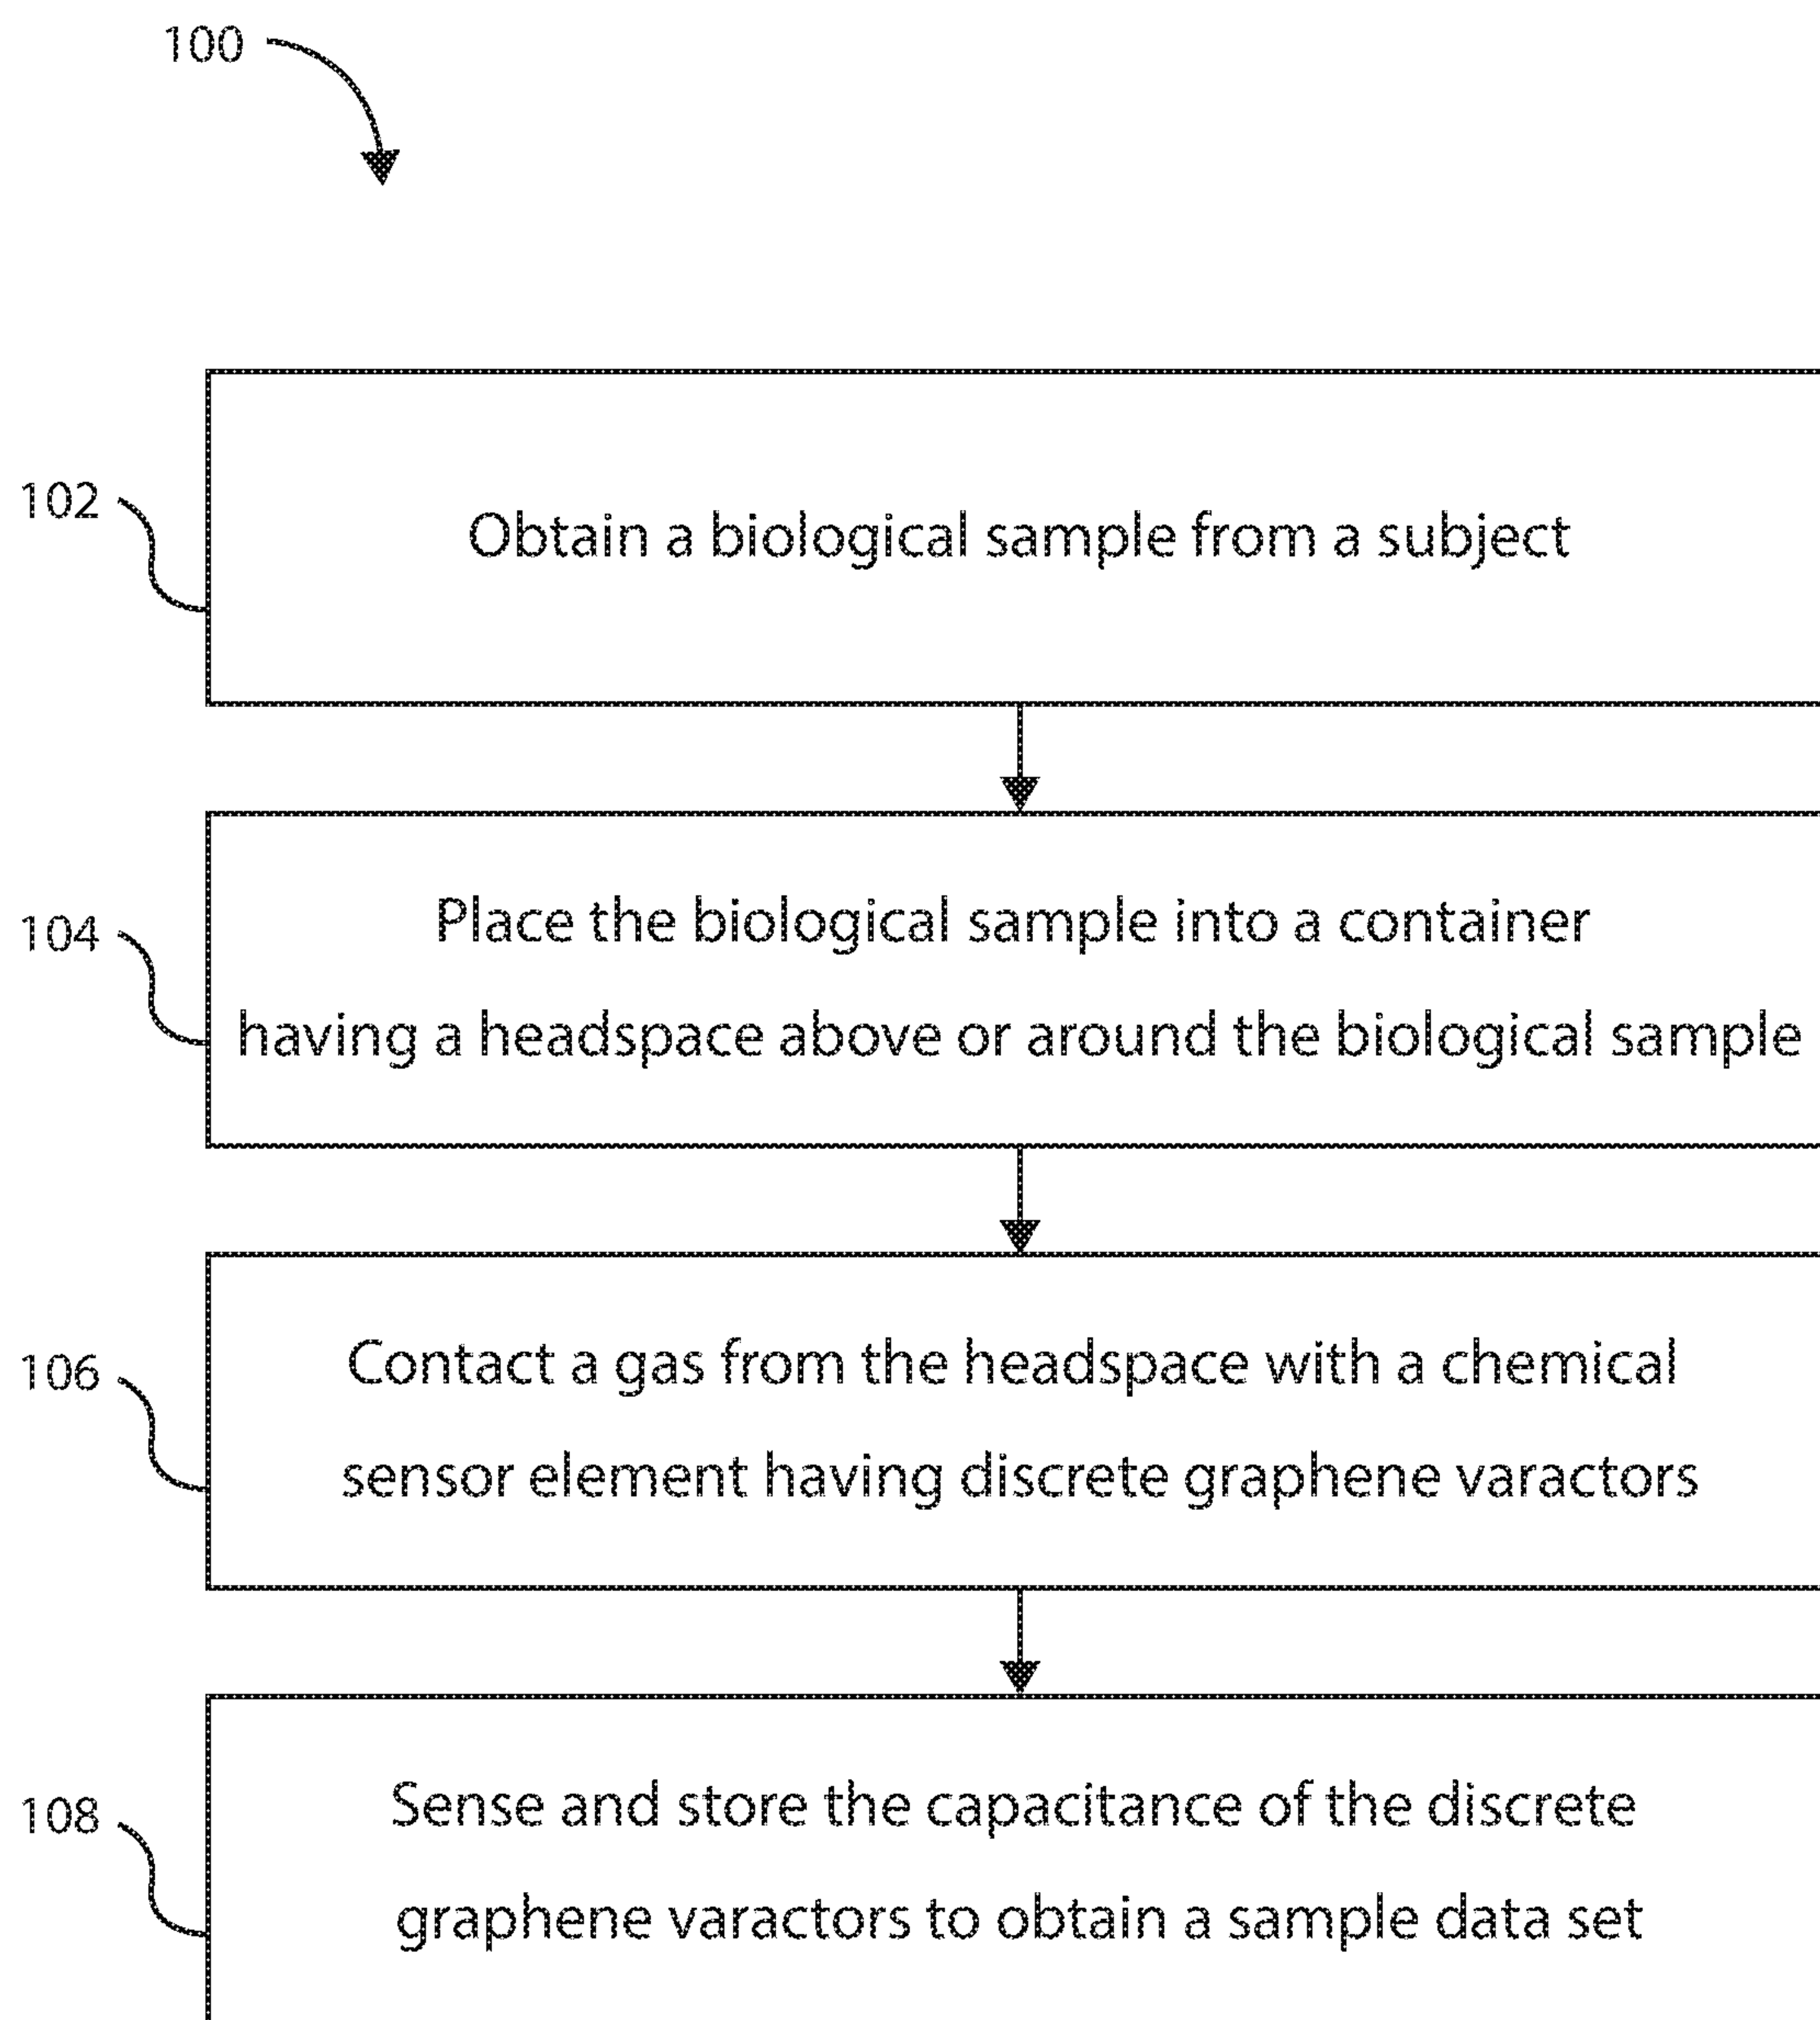 100
102
Obtain a biological sample from a subject
104
Place the biological sample into a container
having a headspace above or around the biological sample
106
Contact a gas from the headspace with a chemical
sensor element having discrete graphene varactors
108
Sense and store the capacitance of the discrete
graphene varactors to obtain a sample data set